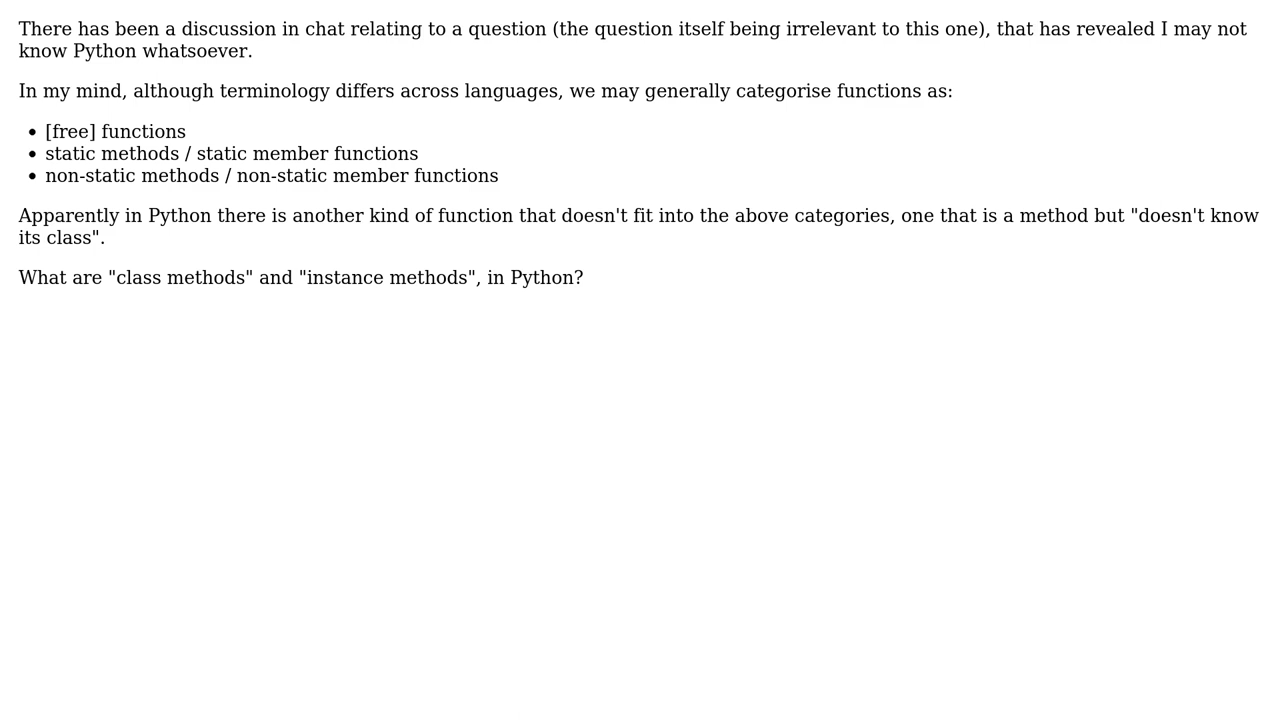 There has been a discussion in chat relating to a question (the question itself being irrelevant to this one), that has revealed I may not
know Python whatsoever.
In my mind, although terminology differs across languages, we may generally categorise functions as:
• [free] functions
• static methods / static member functions
• non-static methods / non-static member functions
Apparently in Python there is another kind of function that doesn't fit into the above categories, one that is a method but "doesn't know
its class".
What are "class methods" and "instance methods", in Python?